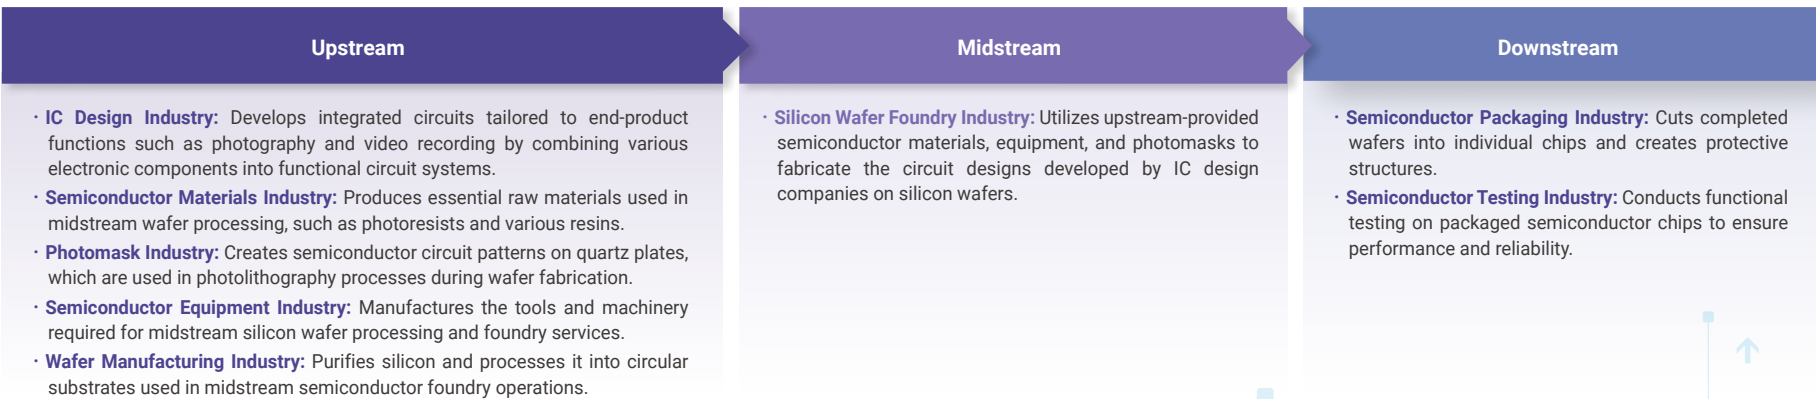 Upstream
· IC Design Industry: Develops integrated circuits tailored to end-product
functions such as photography and video recording by combining various
electronic components into functional circuit systems.
· Semiconductor Materials Industry: Produces essential raw materials used in
midstream wafer processing, such as photoresists and various resins.
· Photomask Industry: Creates semiconductor circuit patterns on quartz plates,
which are used in photolithography processes during wafer fabrication.
· Semiconductor Equipment Industry: Manufactures the tools and machinery
required for midstream silicon wafer processing and foundry services.
· Wafer Manufacturing Industry: Purifies silicon and processes it into circular
substrates used in midstream semiconductor foundry operations.
Midstream
· Silicon Wafer Foundry Industry: Utilizes upstream-provided
semiconductor materials, equipment, and photomasks to
fabricate the circuit designs developed by IC design
companies on silicon wafers.
Downstream
· Semiconductor Packaging Industry: Cuts completed
wafers into individual chips and creates protective
structures.
· Semiconductor Testing Industry: Conducts functional
testing on packaged semiconductor chips to ensure
performance and reliability.